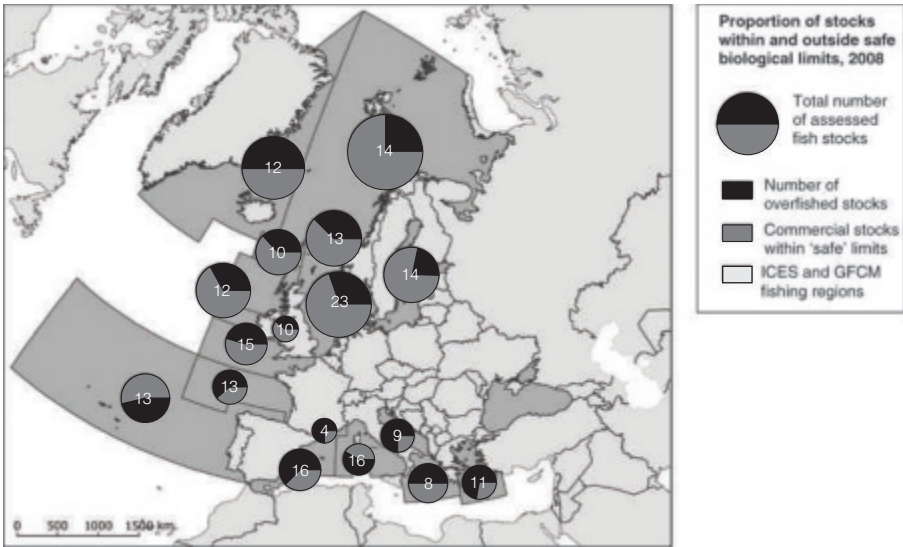 14
12
13
10
14
12
23
10
15
13
13
4
9
16
16
8
11
0 500 1000 1500 km
Proportion of stocks
within and outside safe
biological limits, 2008
Total number
of assessed
fish stocks
Number of
overfished stocks
Commercial stocks
within ‘safe’ limits
ICES and GFCM
fishing regions